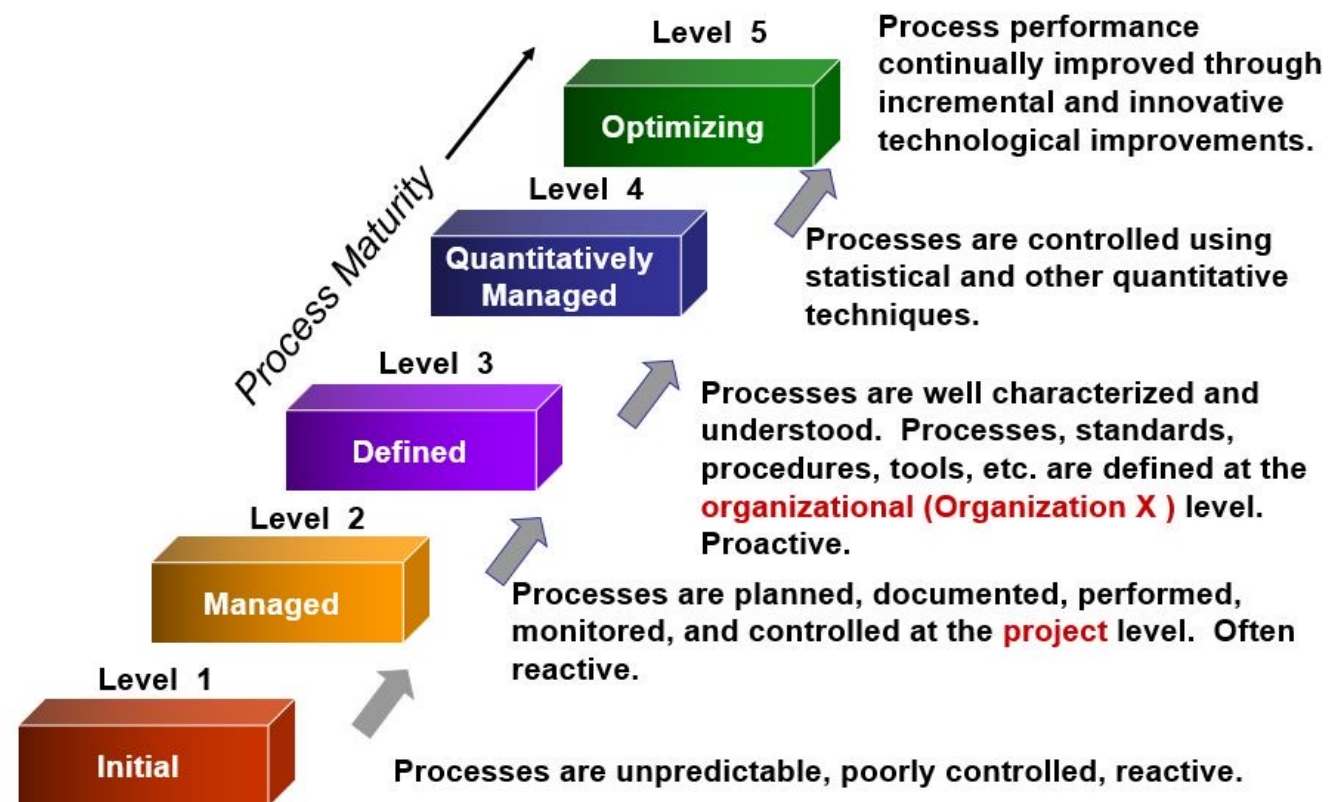 Level 5
Optimizing
Process performance
continually improved through
incremental and innovative
technological improvements.
Process Maturity
Level 4
Quantitatively
Managed
Processes are controlled using
statistical and other quantitative
techniques.
Level 3
Defined
Processes are well characterized and
understood. Processes, standards,
procedures, tools, etc. are defined at the
organizational (Organization X ) level.
Proactive.
Level 2
Managed
Processes are planned, documented, performed,
monitored, and controlled at the project level. Often
reactive.
Level 1
Initial
Processes are unpredictable, poorly controlled, reactive.